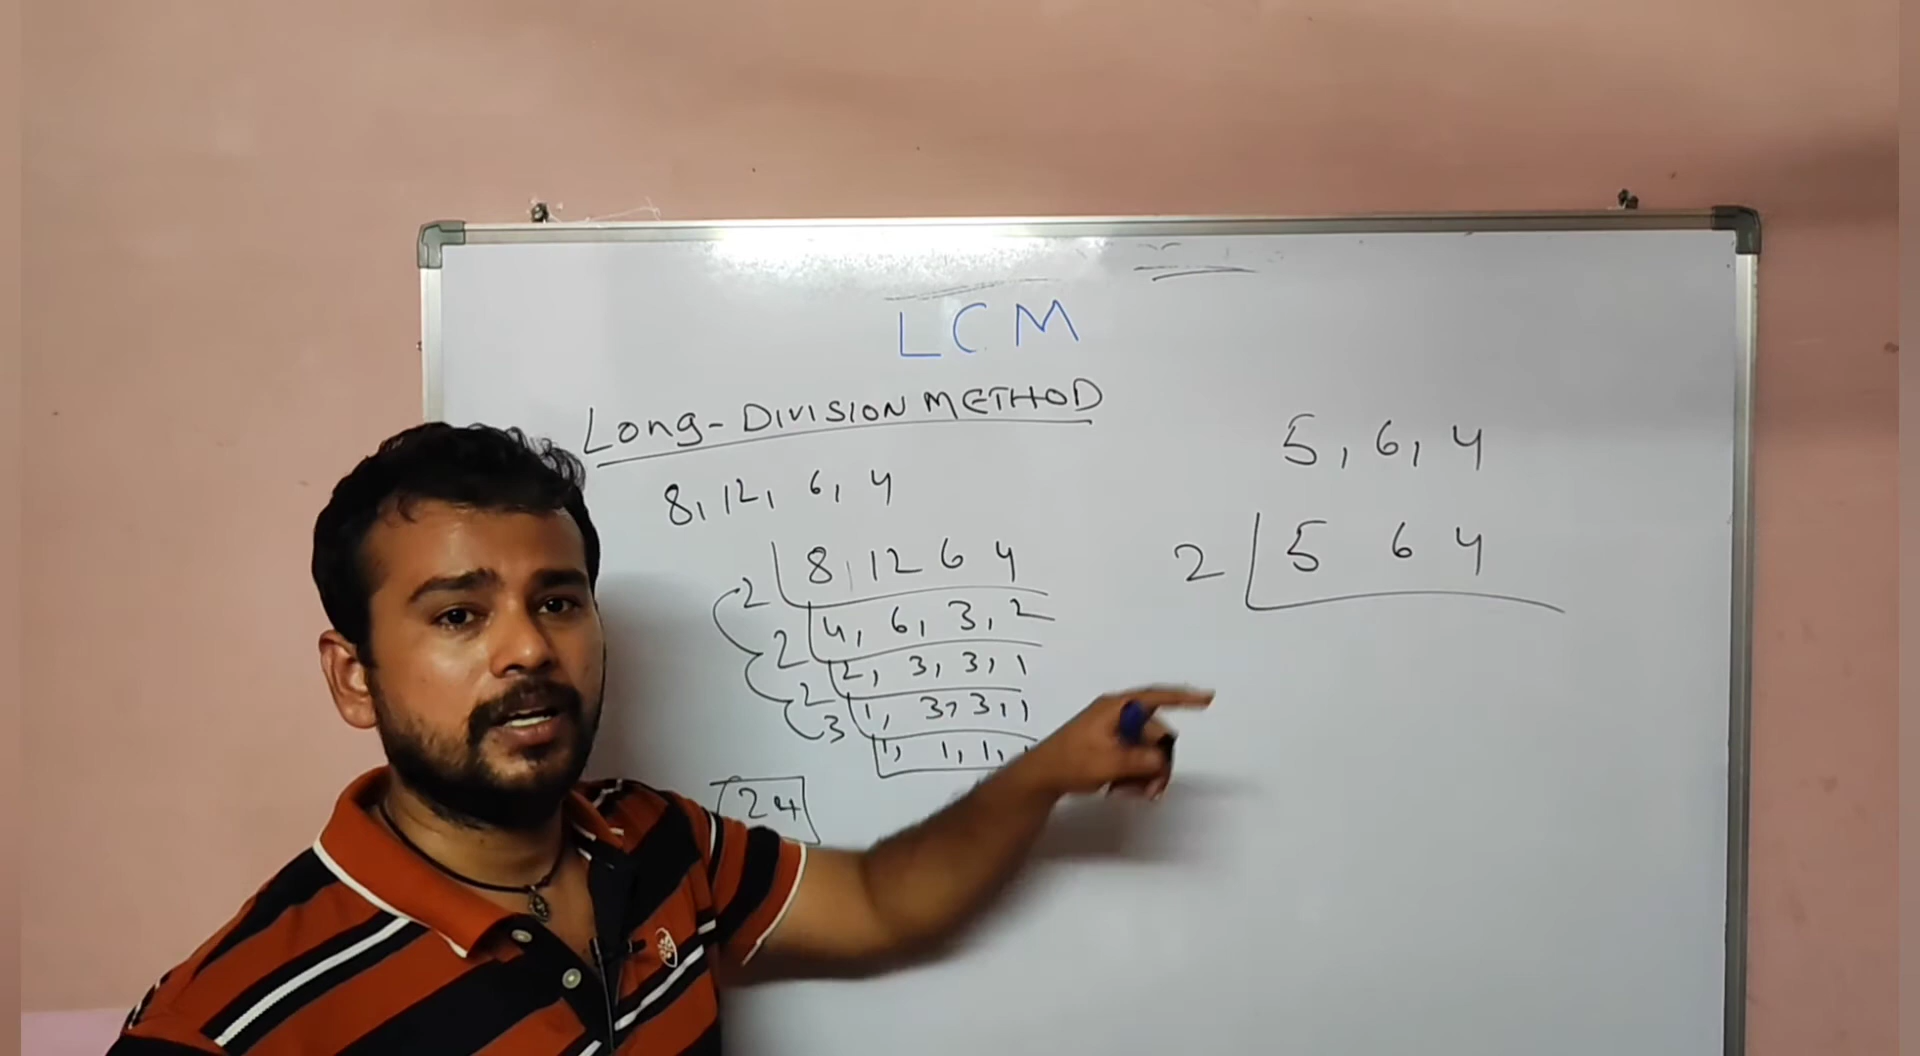 LCM
Long-DIVISION METHOD
8, 12, 6, 4
2 8, 12 6 4
2 4, 6, 3, 2
2 2, 3, 3, 1
3 1, 3, 3, 1
1, 1, 1,
24
5, 6, 4
2 5 6 4